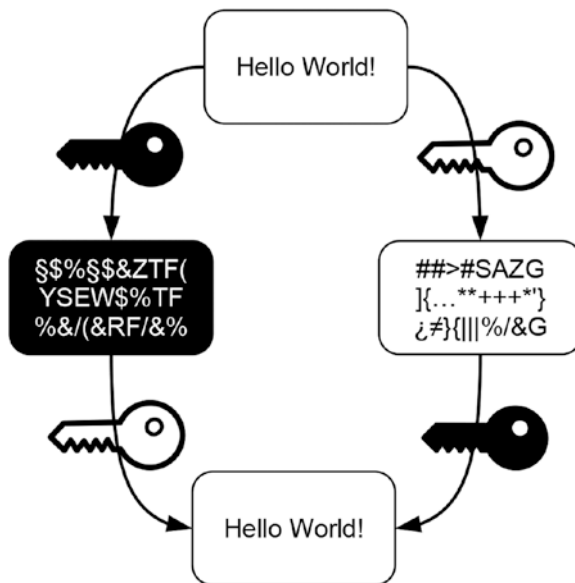 Hello World!
§$%§$&ZTF(
YSEW$%TF
%&/(&RF/&%
##>#SAZG
]{…**+++*'}
¿≠}{|||%/&G
Hello World!